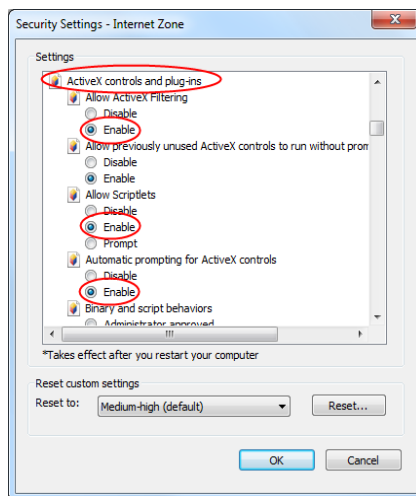 Security Settings - Internet Zone
Settings
ActiveX controls and plug-ins
Allow ActiveX Filtering
Disable
Enable
Allow previously unused ActiveX controls to run without prom
Disable
Enable
Allow Scriptlets
Disable
Enable
Prompt
Automatic prompting for ActiveX controls
Disable
Enable
Binary and script behaviors
Administrator approved
*Takes effect after you restart your computer
Reset custom settings
Reset to: Medium-high (default) Reset...
OK Cancel